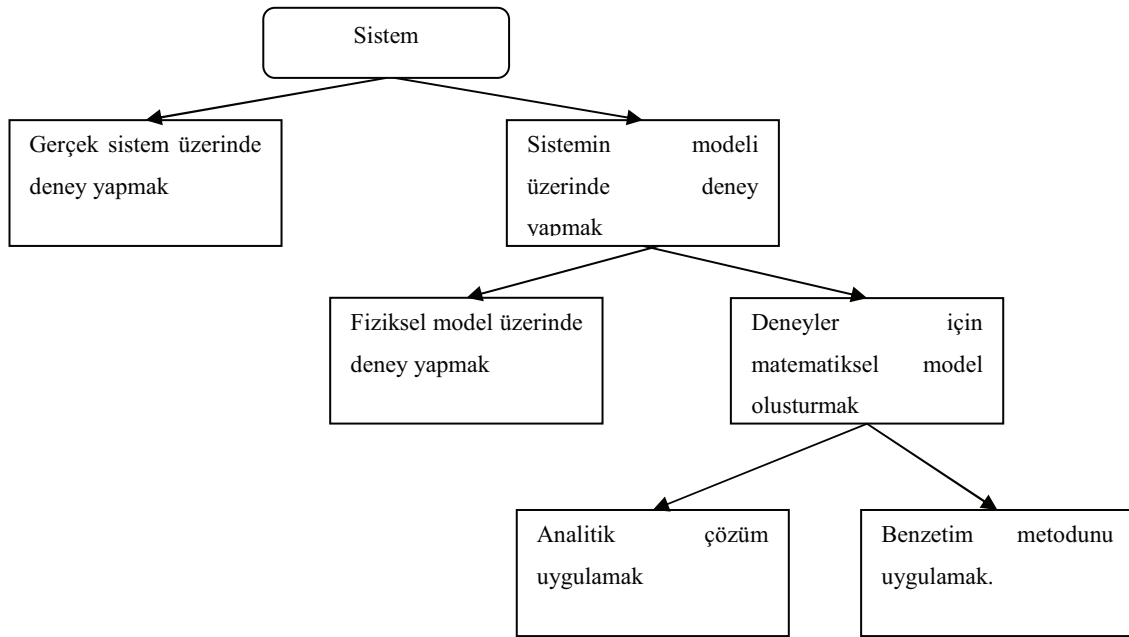 Sistem
Gerçek sistem üzerinde
deney yapmak
Sistemin modeli
üzerinde deney
yapmak
Fiziksel model üzerinde
deney yapmak
Deneyler için
matematiksel model
olusturmak
Analitik çözüm
uygulamak
Benzetim metodunu
uygulamak.